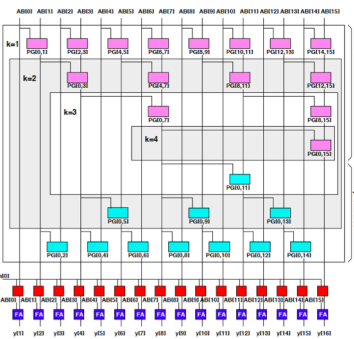 AB[0] AB[1] AB[2] AB[3] AB[4] AB[5] AB[6] AB[7] AB[8] AB[9] AB[10] AB[11] AB[12] AB[13] AB[14] AB[15]
k=1
PG[0,1] PG[2,3] PG[4,5] PG[6,7] PG[8,9] PG[10,11] PG[12,13] PG[14,15]
k=2
PG[0,3] PG[4,7] PG[8,11] PG[12,15]
k=3
PG[0,7] PG[8,15]
k=4
PG[0,15]
PG[0,11]
PG[0,5] PG[0,9] PG[0,13]
PG[0,2] PG[0,4] PG[0,6] PG[0,8] PG[0,10] PG[0,12] PG[0,14]
AB[0] AB[1] AB[2] AB[3] AB[4] AB[5] AB[6] AB[7] AB[8] AB[9] AB[10] AB[11] AB[12] AB[13] AB[14] AB[15]
FA FA FA FA FA FA FA FA FA FA FA FA FA FA FA FA
y[1] y[2] y[3] y[4] y[5] y[6] y[7] y[8] y[9] y[10] y[11] y[12] y[13] y[14] y[15] y[16]